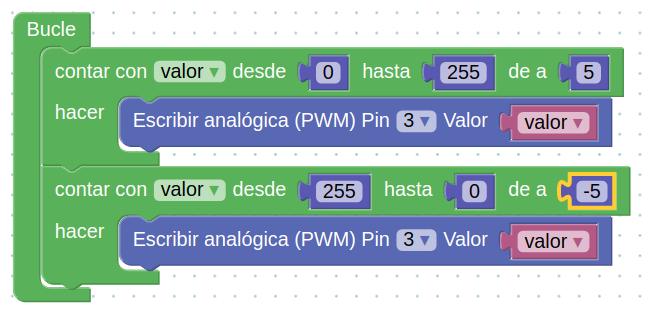 Bucle
contar con valor desde 0 hasta 255 de a 5
hacer Escribir analógica (PWM) Pin 3 Valor valor
contar con valor desde 255 hasta 0 de a -5
hacer Escribir analógica (PWM) Pin 3 Valor valor